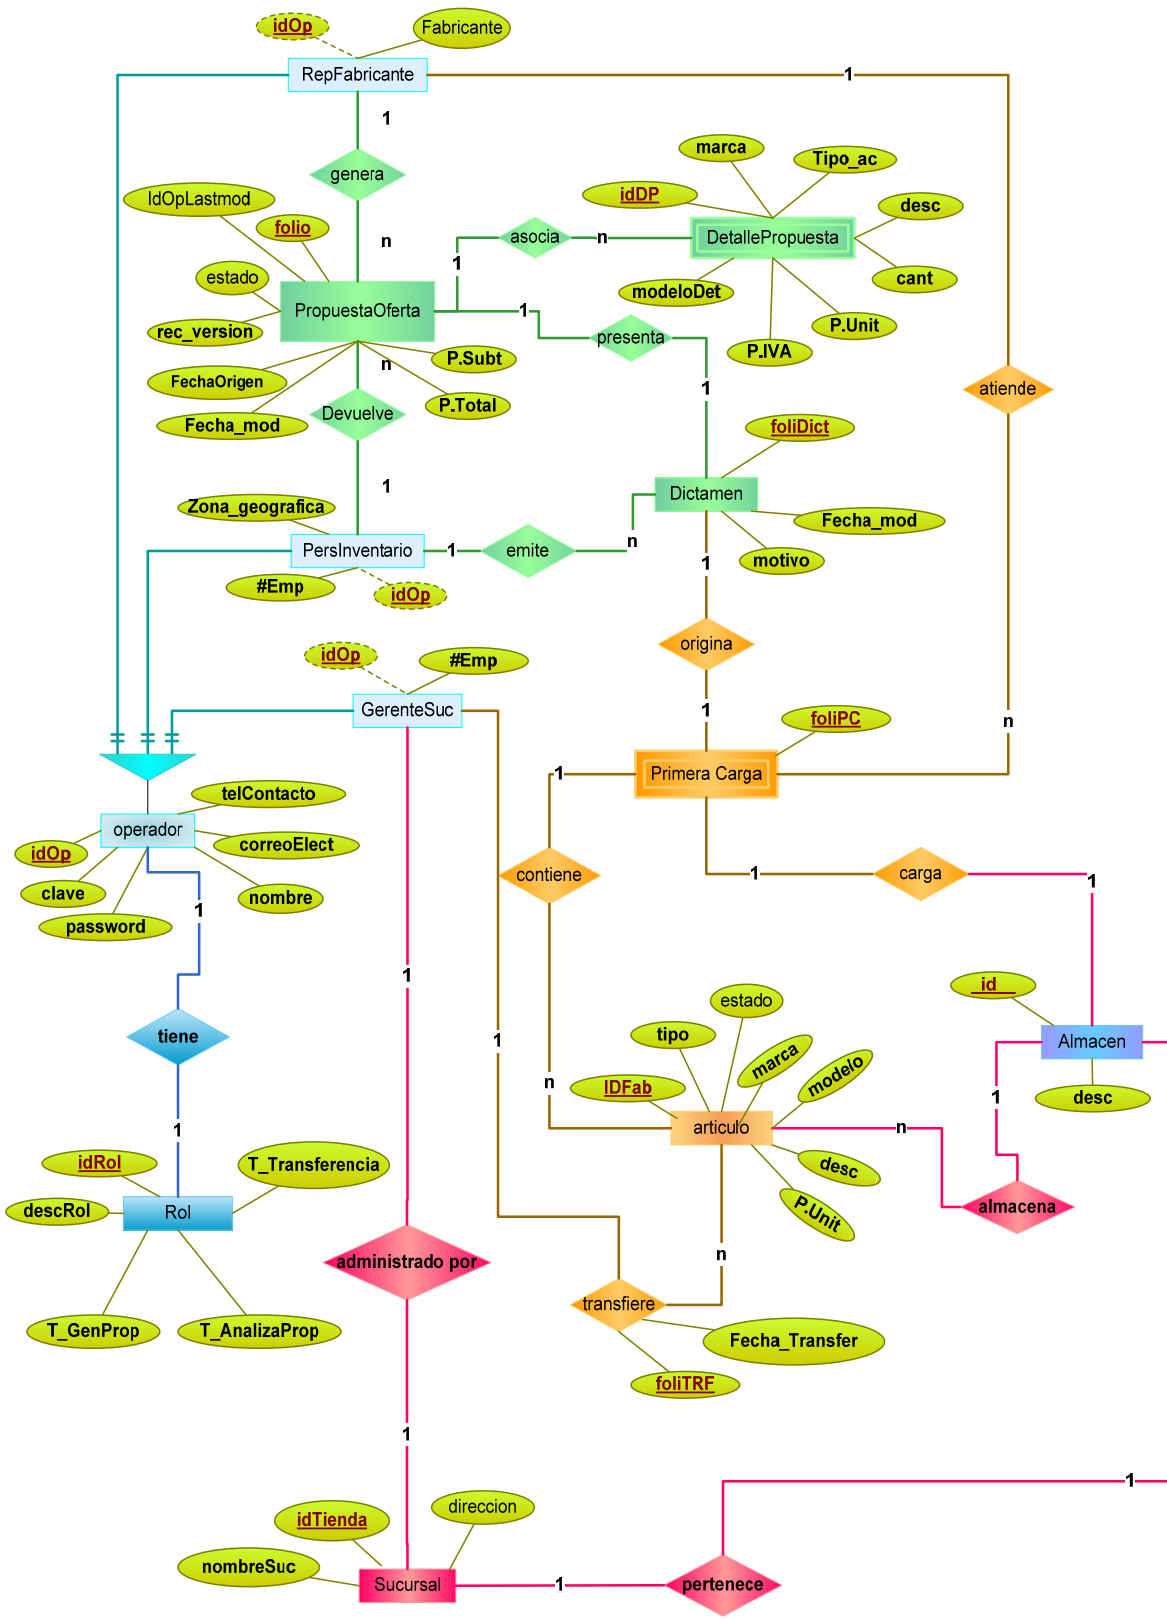 idOp
Fabricante
RepFabricante
1
1
genera
n
IdOpLastmod
folio
estado
rec_version
PropuestaOferta
FechaOrigen
Fecha_mod
P.Subt
P.Total
1
asocia
n
marca
Tipo_ac
idDP
desc
DetallePropuesta
cant
modeloDet
P.Unit
P.IVA
1
presenta
1
atiende
n
Devuelve
1
foliDict
Dictamen
Fecha_mod
motivo
Zona_geografica
PersInventario
1
emite
n
#Emp
idOp
1
origina
1
idOp
#Emp
GerenteSuc
foliPC
n
Primera Carga
1
contiene
1
carga
1
telContacto
operador
idOp
correoElect
clave
nombre
password
1
tiene
1
1
1
n
id
Almacen
desc
1
estado
tipo
marca
modelo
IDFab
articulo
n
desc
P.Unit
almacena
idRol
T_Transferencia
descRol
Rol
T_GenProp
T_AnalizaProp
administrado por
n
transfiere
Fecha_Transfer
foliTRF
1
1
direccion
idTienda
nombreSuc
Sucursal
1
pertenece